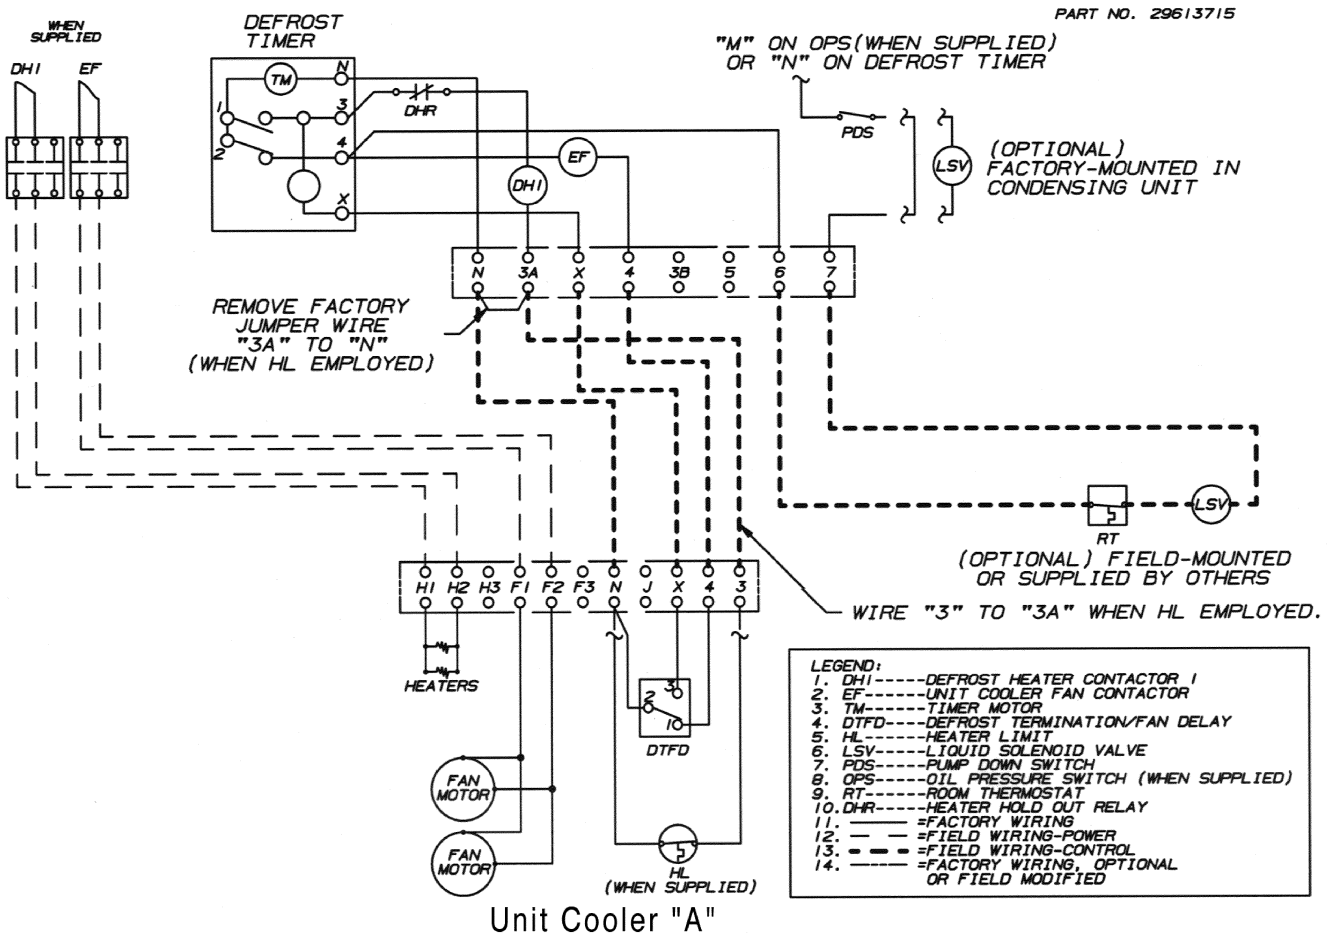 PART NO. 29613715
WHEN
SUPPLIED
DH1
EF
DEFROST
TIMER
"M" ON OPS(WHEN SUPPLIED)
OR "N" ON DEFROST TIMER
N
TM
1
3
DHR
2
4
X
EF
DH1
PDS
LSV
(OPTIONAL)
FACTORY-MOUNTED IN
CONDENSING UNIT
N 3A X 4 3B 5 6 7
REMOVE FACTORY
JUMPER WIRE
"3A" TO "N"
(WHEN HL EMPLOYED)
RT
LSV
(OPTIONAL) FIELD-MOUNTED
OR SUPPLIED BY OTHERS
H1 H2 H3 F1 F2 F3 N J X 4 3
WIRE "3" TO "3A" WHEN HL EMPLOYED.
HEATERS
3
2
1
DTFD
FAN
MOTOR
FAN
MOTOR
HL
(WHEN SUPPLIED)
LEGEND:
1. DH1-----DEFROST HEATER CONTACTOR 1
2. EF------UNIT COOLER FAN CONTACTOR
3. TM------TIMER MOTOR
4. DTFD----DEFROST TERMINATION/FAN DELAY
5. HL------HEATER LIMIT
6. LSV-----LIQUID SOLENOID VALVE
7. PDS-----PUMP DOWN SWITCH
8. OPS-----OIL PRESSURE SWITCH (WHEN SUPPLIED)
9. RT------ROOM THERMOSTAT
10.DHR-----HEATER HOLD OUT RELAY
11. =FACTORY WIRING
12. =FIELD WIRING-POWER
13. =FIELD WIRING-CONTROL
14. =FACTORY WIRING, OPTIONAL
OR FIELD MODIFIED
Unit Cooler "A"